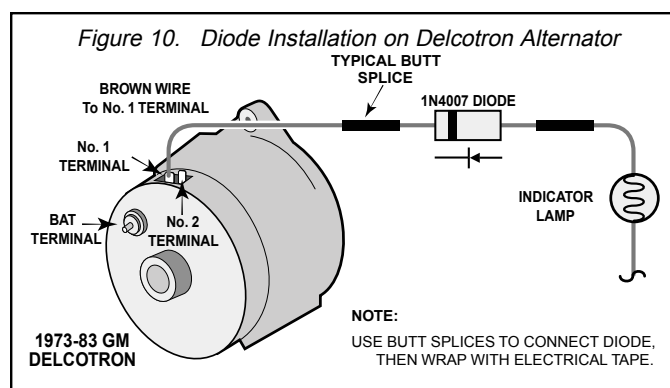 Figure 10. Diode Installation on Delcotron Alternator
TYPICAL BUTT
SPLICE
BROWN WIRE
To No. 1 TERMINAL
1N4007 DIODE
No. 1
TERMINAL
INDICATOR
LAMP
BAT
TERMINAL
No. 2
TERMINAL
1973-83 GM
DELCOTRON
NOTE:
USE BUTT SPLICES TO CONNECT DIODE,
THEN WRAP WITH ELECTRICAL TAPE.